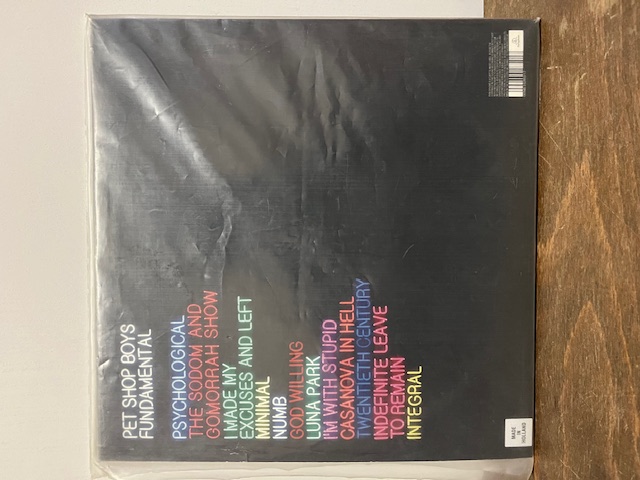 PET SHOP BOYS
FUNDAMENTAL
PSYCHOLOGICAL
THE SODOM AND
GOMORRAH SHOW
I MADE MY
EXCUSES AND LEFT
MINIMAL
NUMB
GOD WILLING
LUNA PARK
I'M WITH STUPID
CASANOVA IN HELL
TWENTIETH CENTURY
INDEFINITE LEAVE
TO REMAIN
INTEGRAL
MADE
IN
HOLLAND